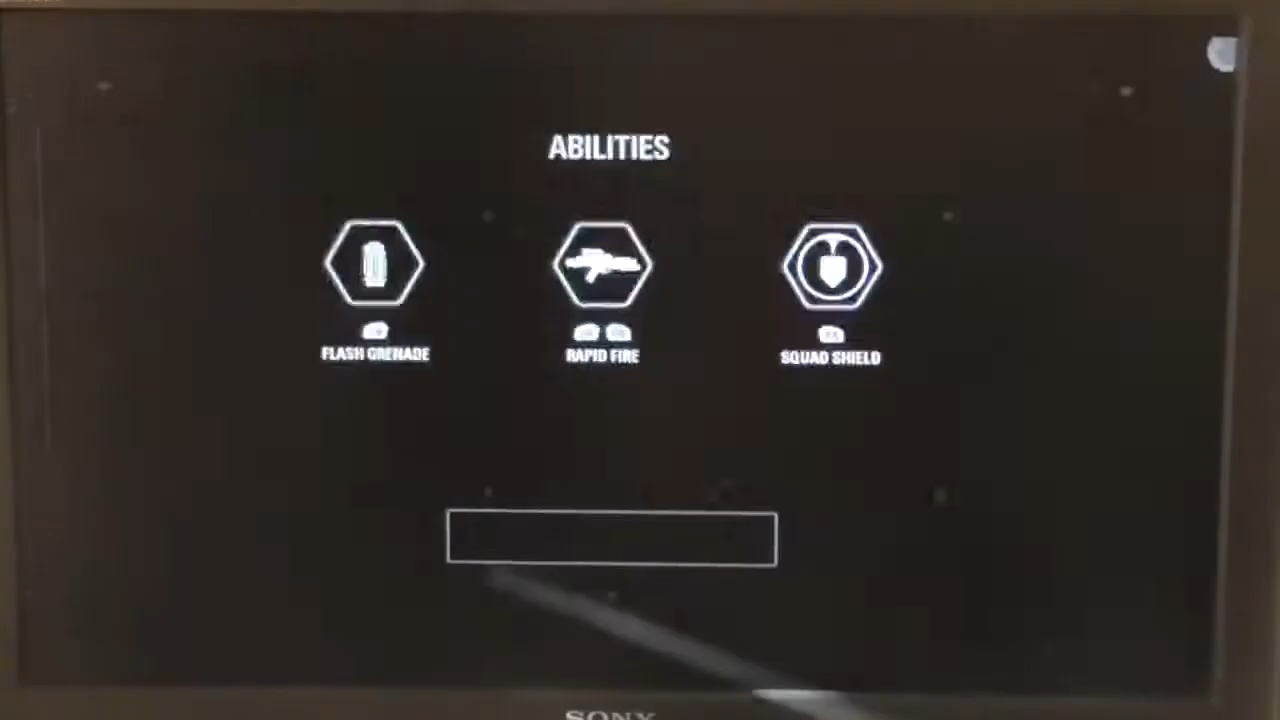 ABILITIES
FLASH GRENADE
RAPID FIRE
SQUAD SHIELD
SONY